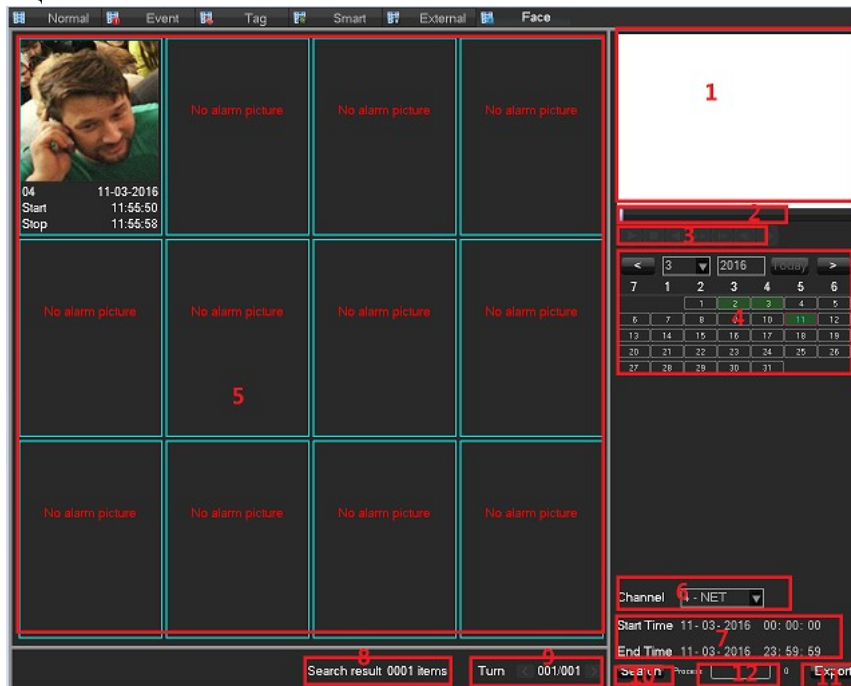 Normal Event Tag Smart External Face
No alarm picture No alarm picture No alarm picture
04 11-03-2016
Start 11:55:50
Stop 11:55:58
No alarm picture No alarm picture No alarm picture No alarm picture
5
No alarm picture No alarm picture No alarm picture No alarm picture
8
Search result 0001 items
9
Turn < 001/001 >
1
2
3
< 3 2016 Today >
7 1 2 3 4 5 6
1 2 3 4 5
6 7 8 9 10 11 12
4
13 14 15 16 17 18 19
20 21 22 23 24 25 26
27 28 29 30 31
6
Channel 4 - NET
Start Time 11-03-2016 00:00:00
7
End Time 11-03-2016 23:59:59
Search Process 0 Export
10 12 11